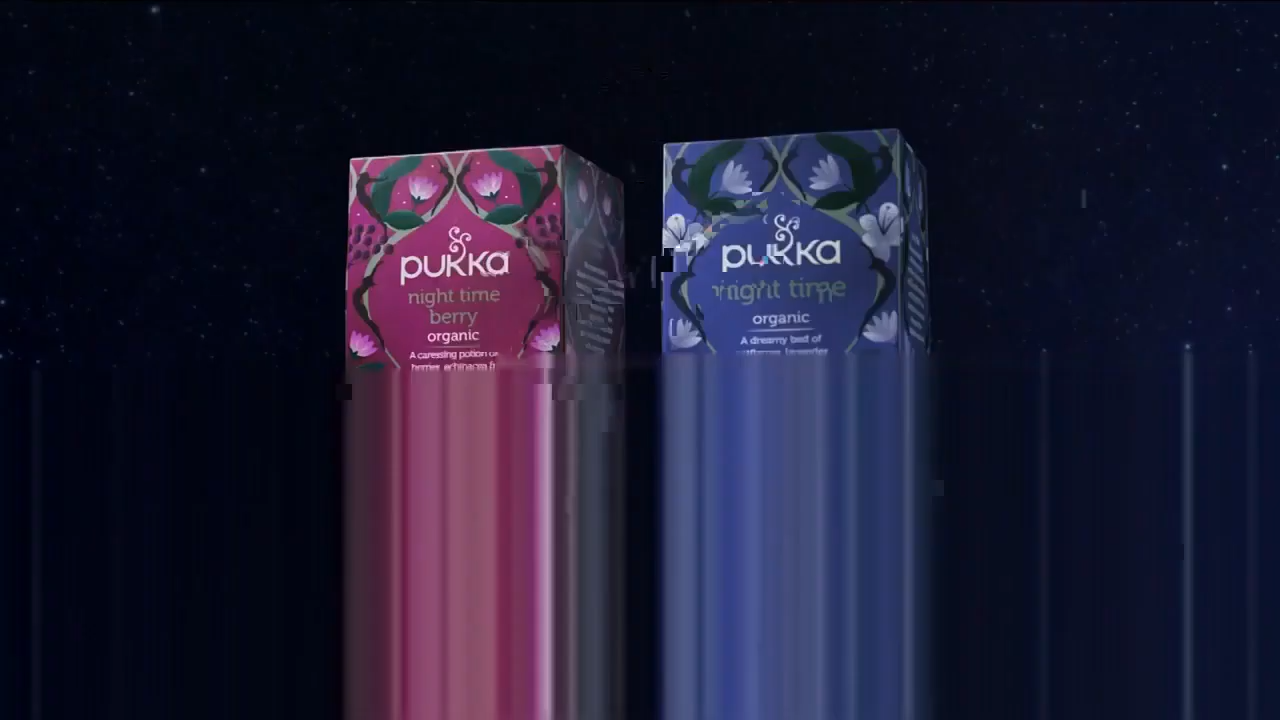 pukka
night time
berry
organic
A caressing potion of
pukka
night time
organic
A dreamy bed of